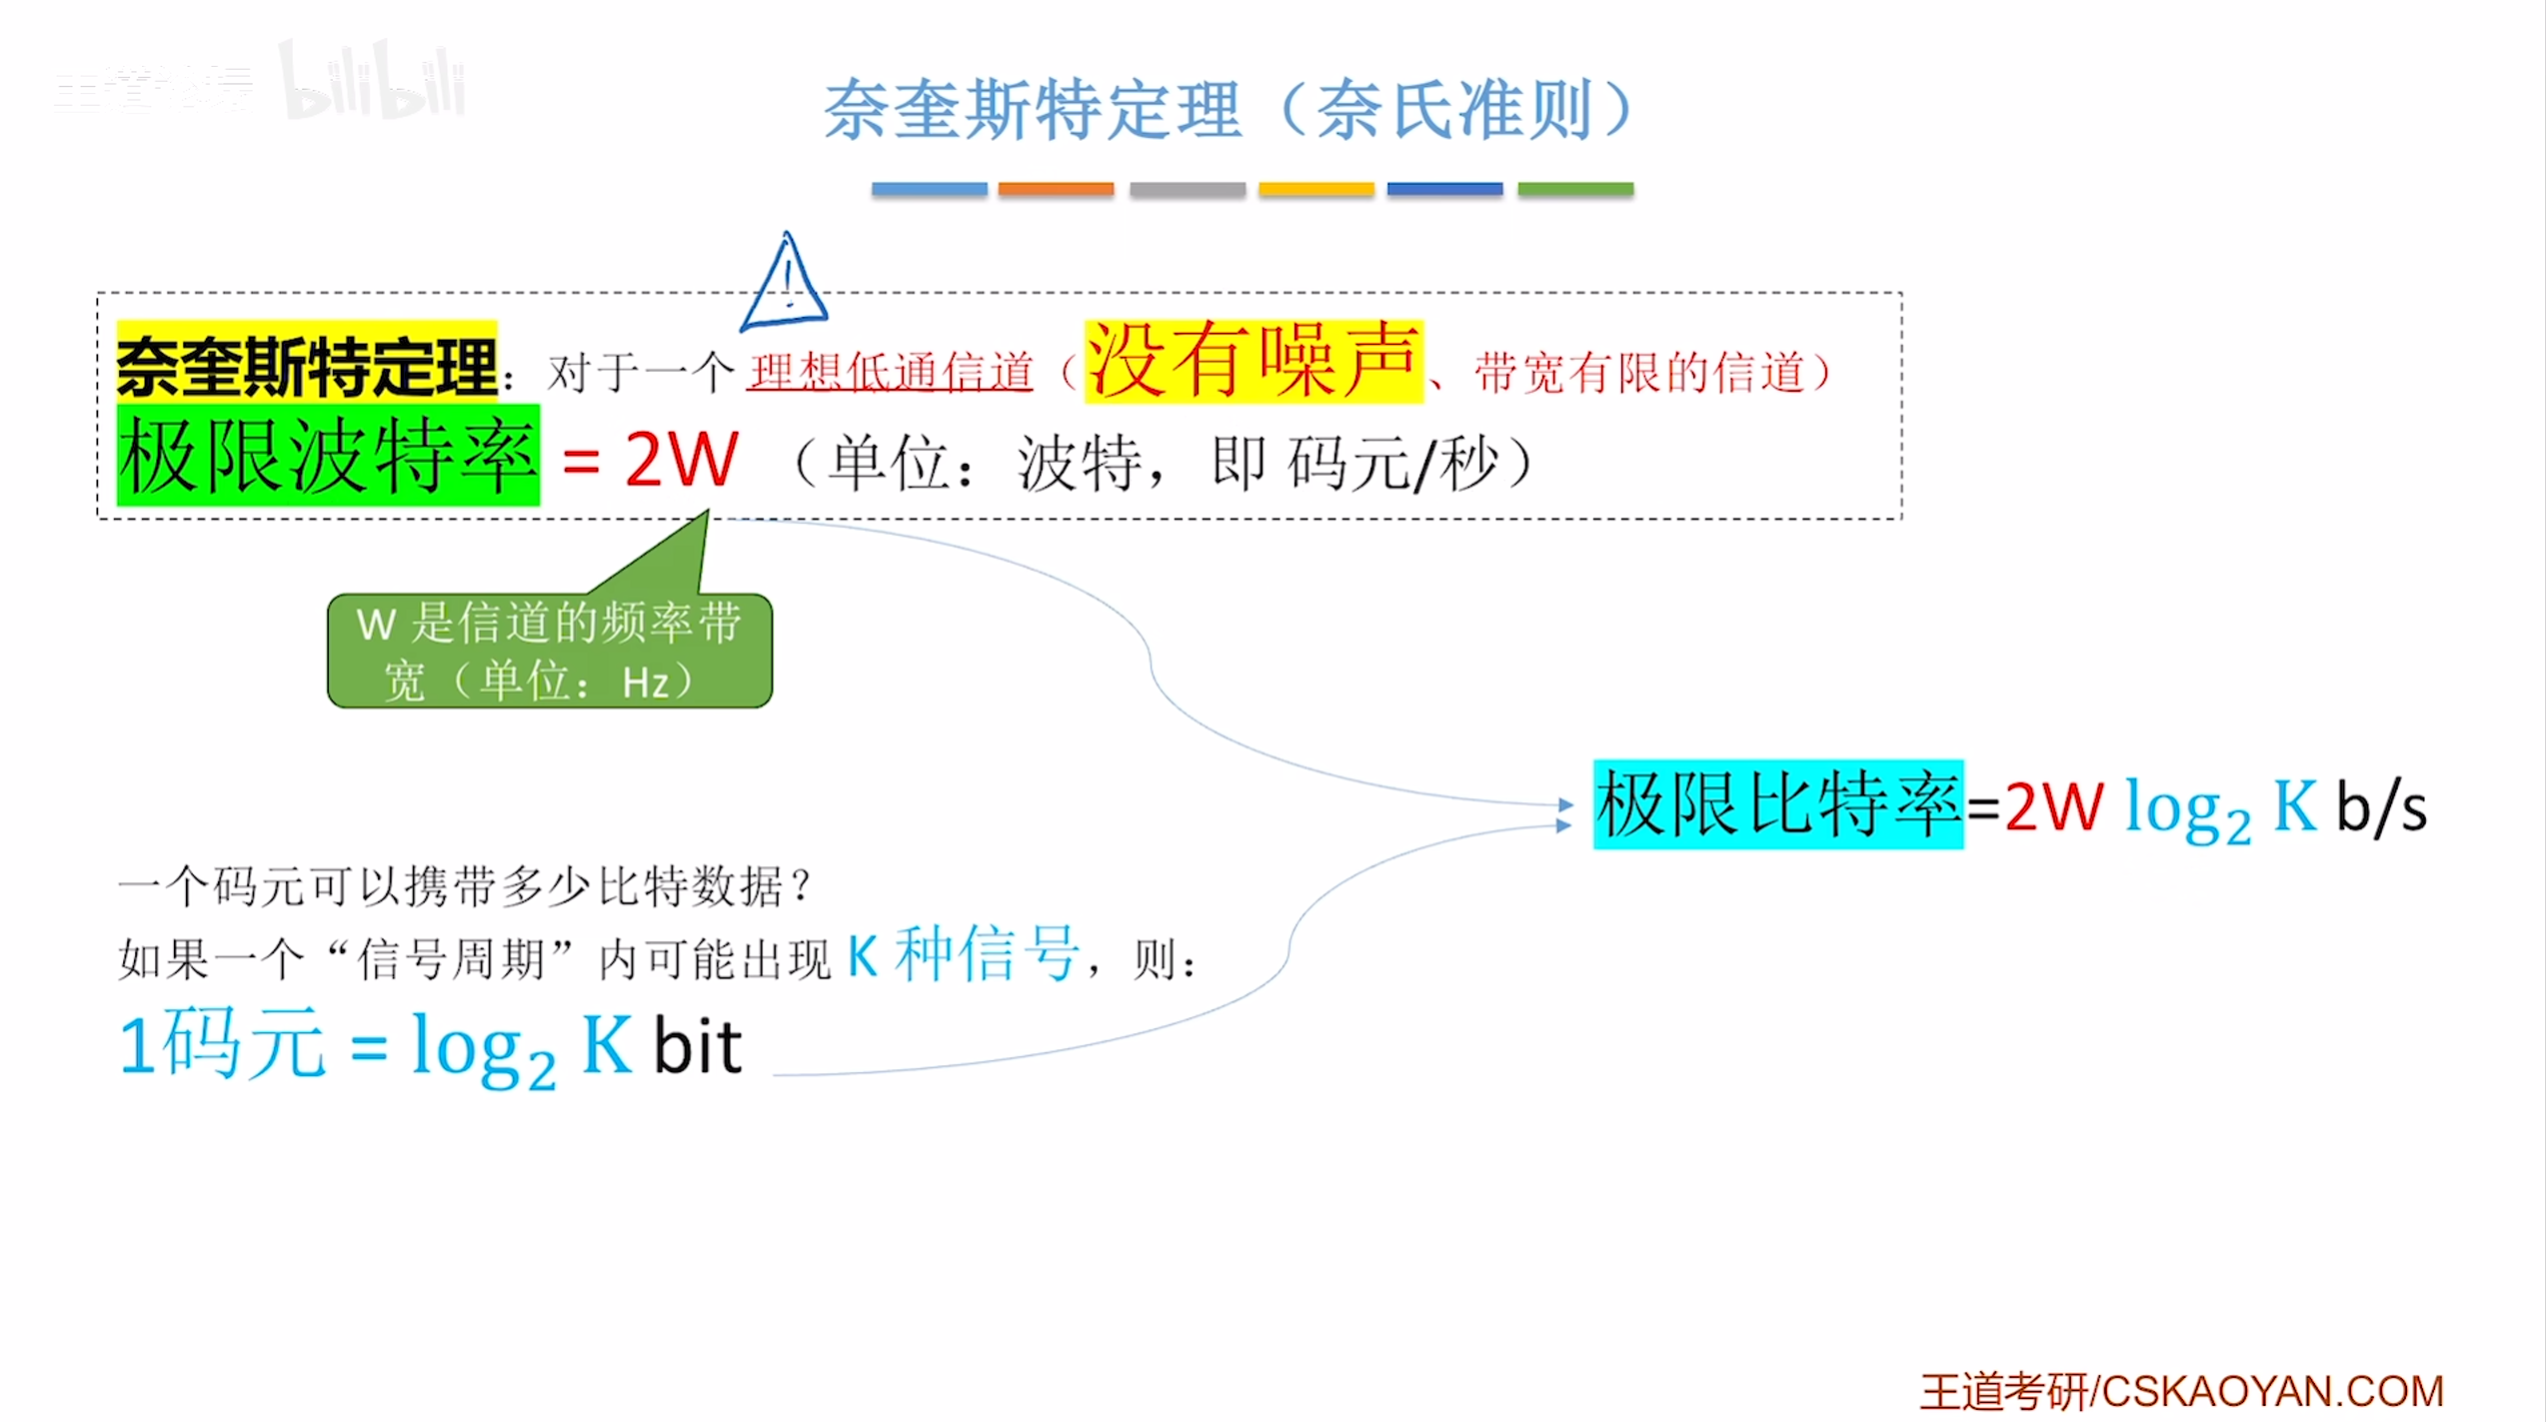 王道论坛 bilibili
奈奎斯特定理（奈氏准则）
奈奎斯特定理：对于一个 理想低通信道（没有噪声、带宽有限的信道）
极限波特率 = 2W （单位：波特，即 码元/秒）
W 是信道的频率带
宽（单位：Hz）
极限比特率=2W log₂ K b/s
一个码元可以携带多少比特数据？
如果一个“信号周期”内可能出现 K 种信号，则：
1码元 = log₂ K bit
王道考研/CSKAOYAN.COM